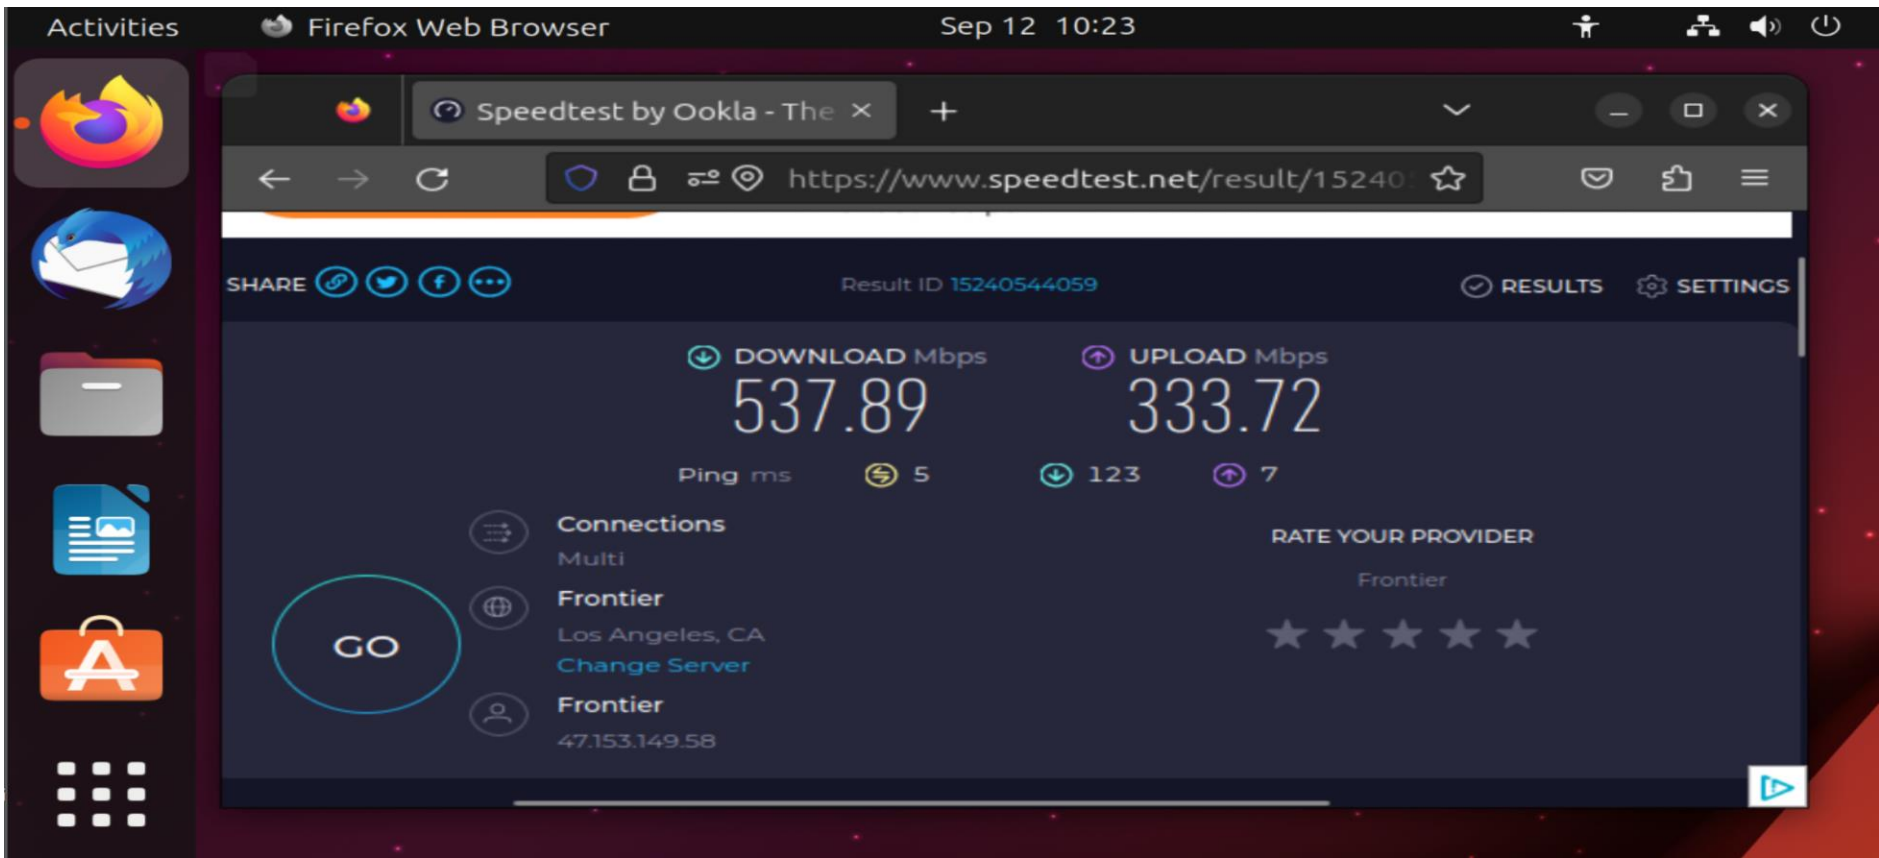 Activities Firefox Web Browser Sep 12 10:23
Speedtest by Ookla - The
https://www.speedtest.net/result/15240
SHARE Result ID 15240544059 RESULTS SETTINGS
DOWNLOAD Mbps UPLOAD Mbps
537.89 333.72
Ping ms 5 123 7
Connections
Multi
RATE YOUR PROVIDER
Frontier
GO
Frontier
Los Angeles, CA
Change Server
Frontier
47.153.149.58